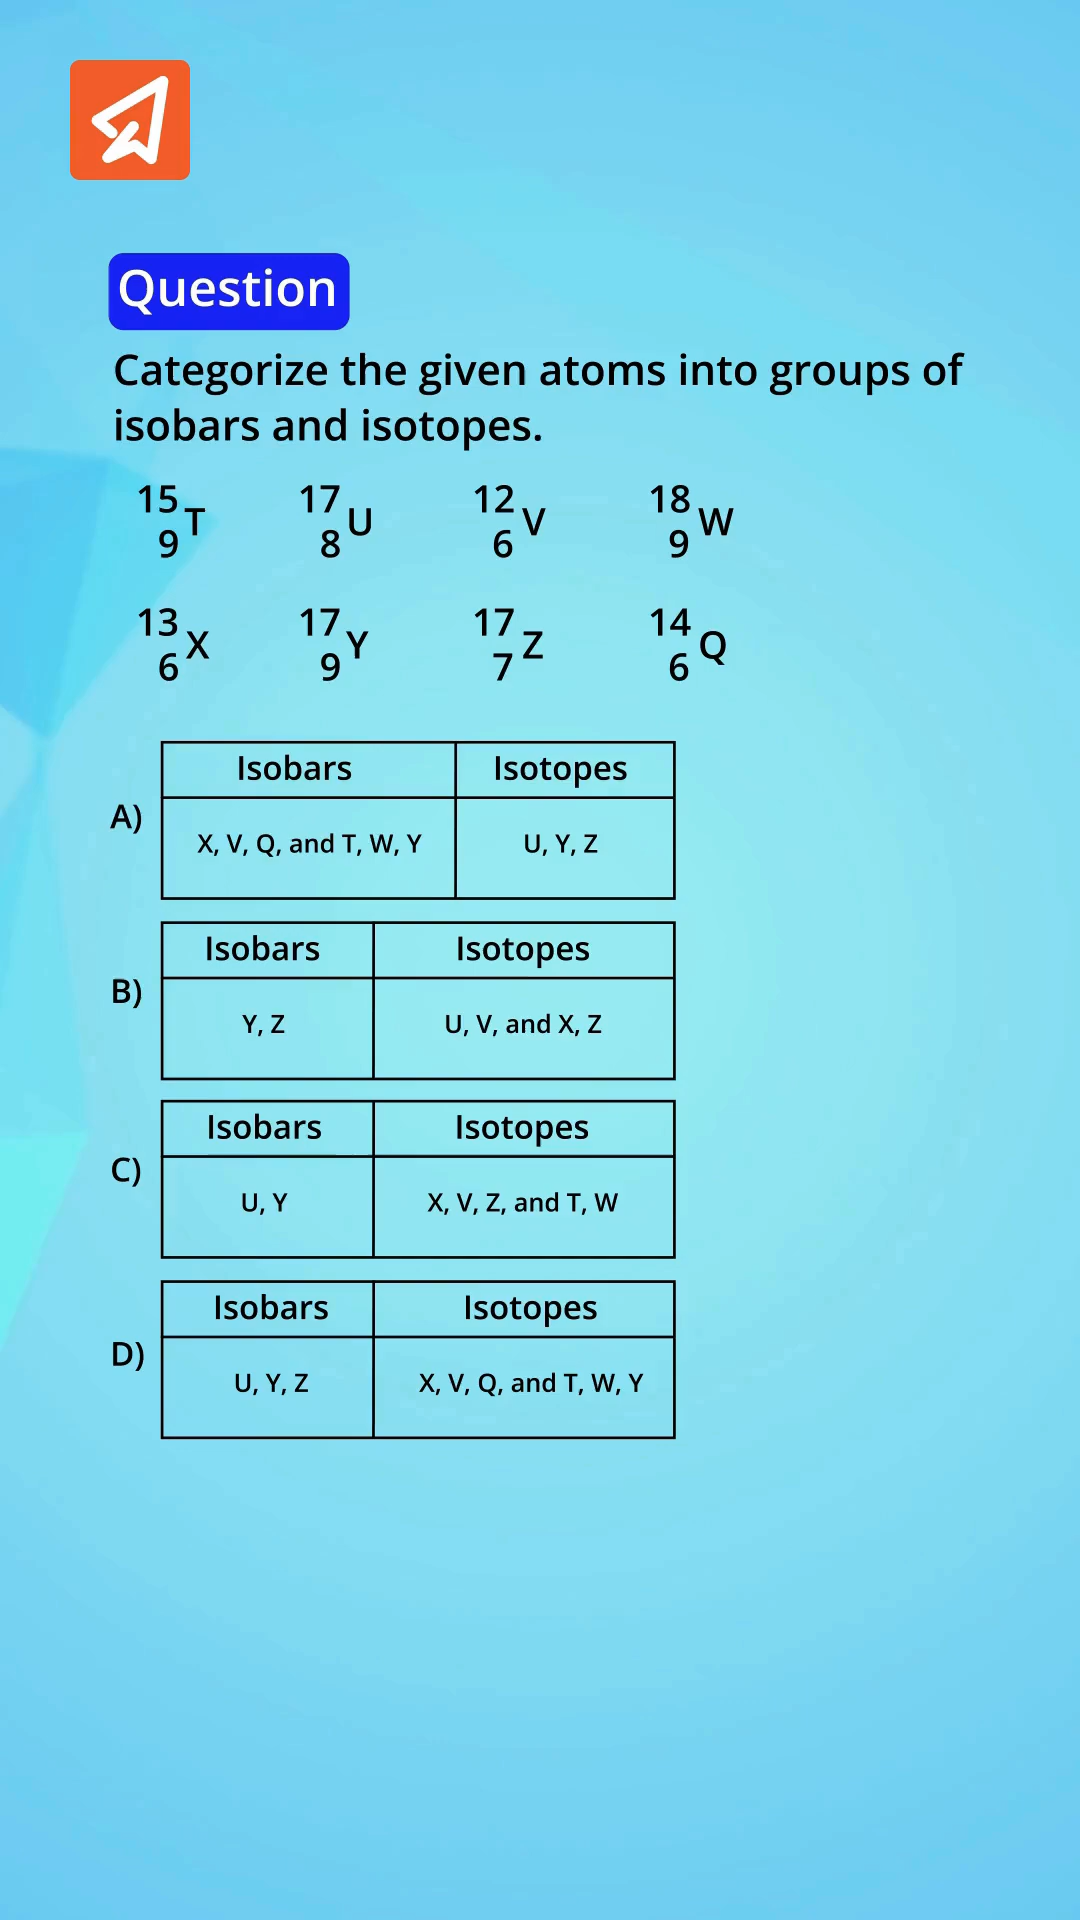 Question
Categorize the given atoms into groups of
isobars and isotopes.
15 9 T 17 8 U 12 6 V 18 9 W
13 6 X 17 9 Y 17 7 Z 14 6 Q
A)
Isobars Isotopes
X, V, Q, and T, W, Y U, Y, Z
B)
Isobars Isotopes
Y, Z U, V, and X, Z
C)
Isobars Isotopes
U, Y X, V, Z, and T, W
D)
Isobars Isotopes
U, Y, Z X, V, Q, and T, W, Y